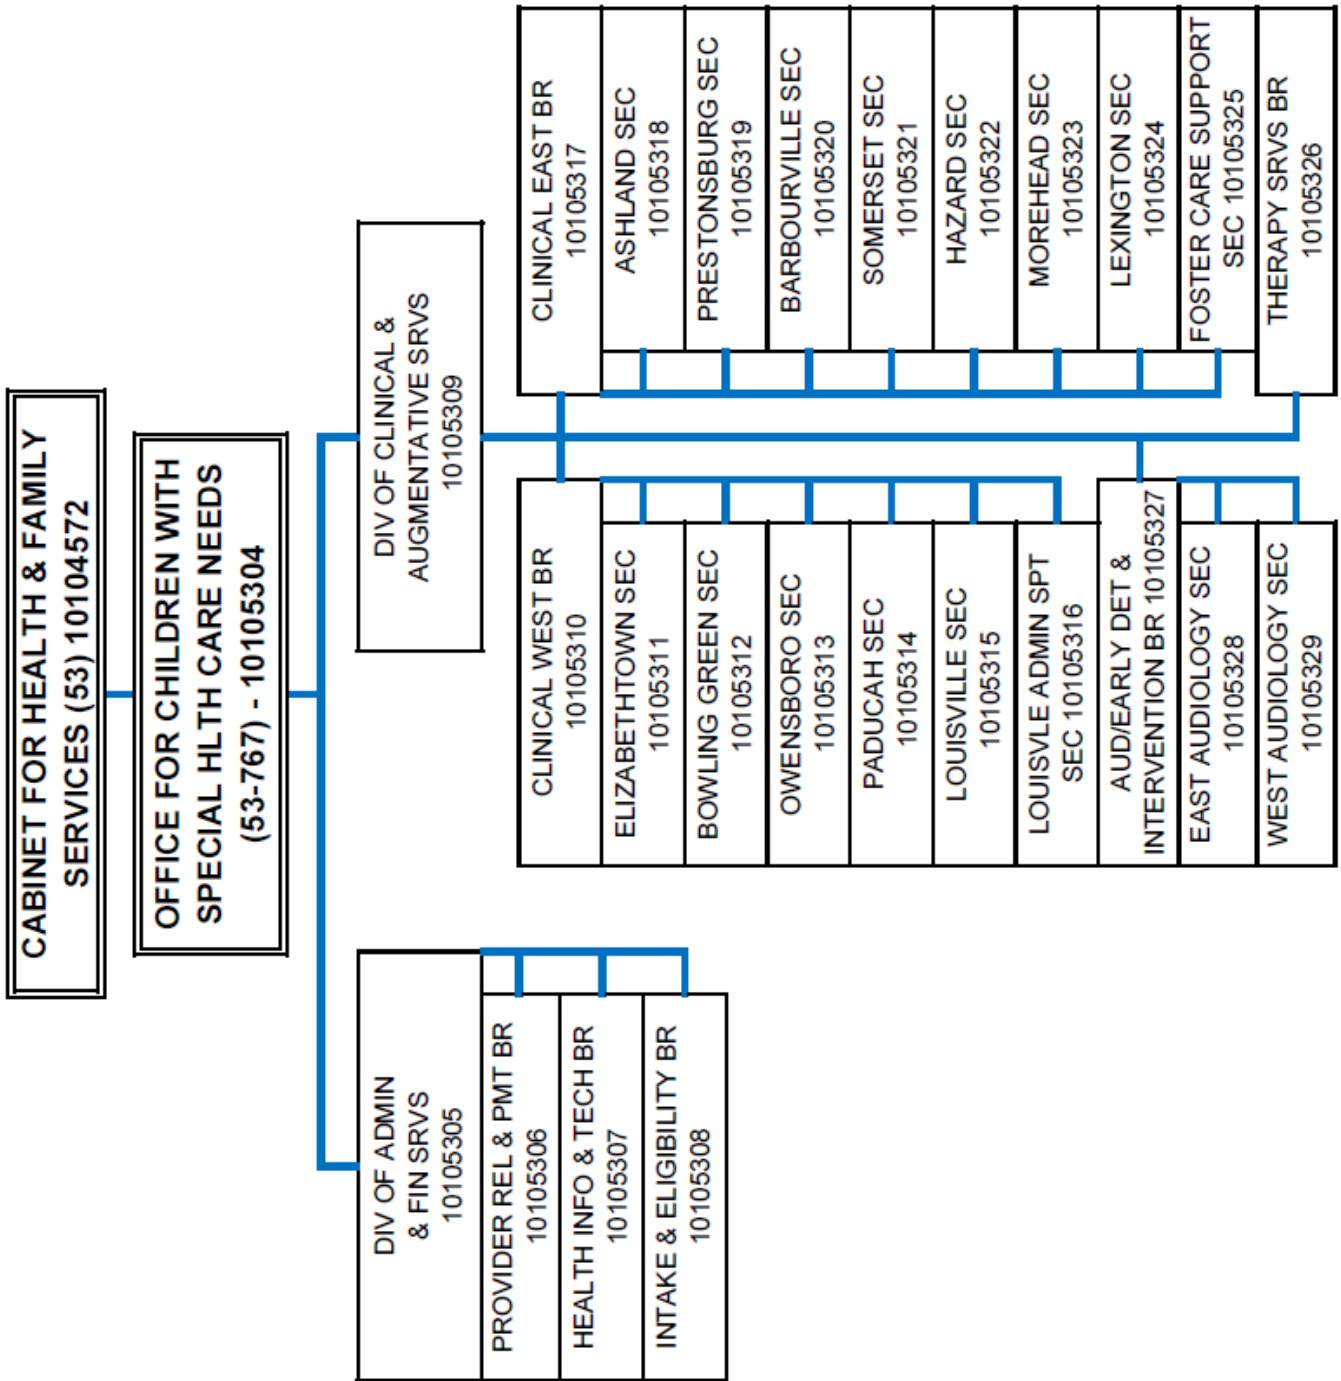 CABINET FOR HEALTH & FAMILY
SERVICES (53) 10104572
OFFICE FOR CHILDREN WITH
SPECIAL HLTH CARE NEEDS
(53-767) - 10105304
DIV OF ADMIN
& FIN SRVS
10105305
PROVIDER REL & PMT BR
10105306
HEALTH INFO & TECH BR
10105307
INTAKE & ELIGIBILITY BR
10105308
DIV OF CLINICAL &
AUGMENTATIVE SRVS
10105309
CLINICAL WEST BR
10105310
ELIZABETHTOWN SEC
10105311
BOWLING GREEN SEC
10105312
OWENSBORO SEC
10105313
PADUCAH SEC
10105314
LOUISVILLE SEC
10105315
LOUISVLE ADMIN SPT
SEC 10105316
AUD/EARLY DET &
INTERVENTION BR 10105327
EAST AUDIOLOGY SEC
10105328
WEST AUDIOLOGY SEC
10105329
CLINICAL EAST BR
10105317
ASHLAND SEC
10105318
PRESTONSBURG SEC
10105319
BARBOURVILLE SEC
10105320
SOMERSET SEC
10105321
HAZARD SEC
10105322
MOREHEAD SEC
10105323
LEXINGTON SEC
10105324
FOSTER CARE SUPPORT
SEC 10105325
THERAPY SRVS BR
10105326